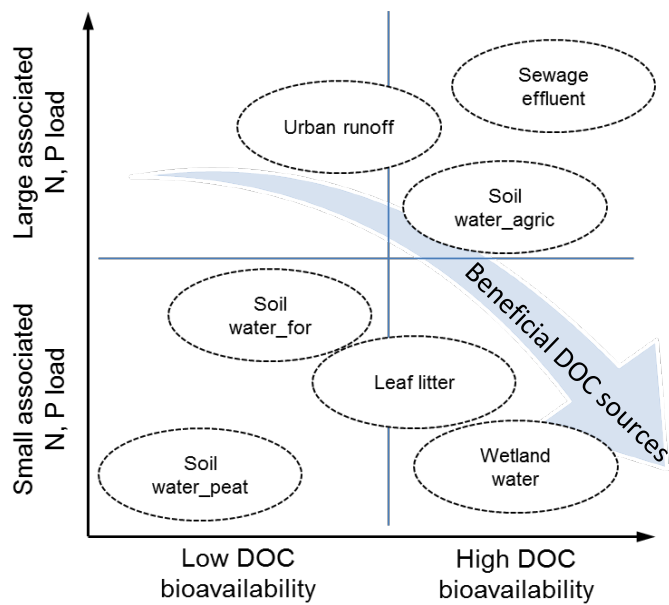 Large associated
N, P load
Small associated
N, P load
Sewage
effluent
Urban runoff
Soil
water_agric
Beneficial DOC sources
Soil
water_for
Leaf litter
Soil
water_peat
Wetland
water
Low DOC
bioavailability
High DOC
bioavailability